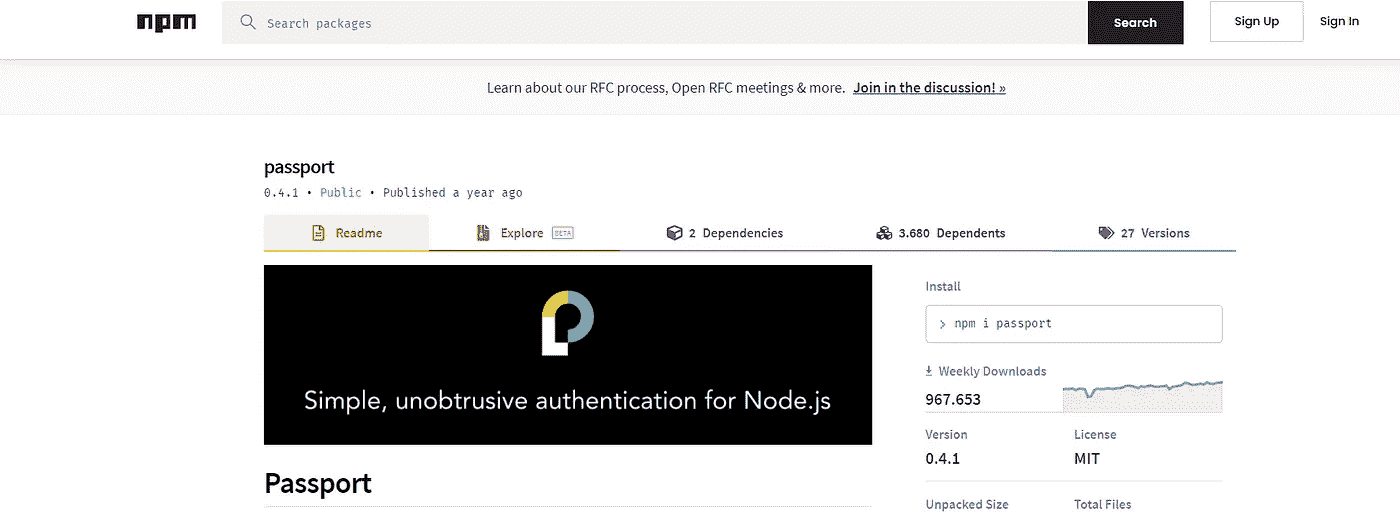 npm
Search packages
Search
Sign Up
Sign In
Learn about our RFC process, Open RFC meetings & more. Join in the discussion! »
passport
0.4.1 • Public • Published a year ago
Readme
Explore BETA
2 Dependencies
3.680 Dependents
27 Versions
Simple, unobtrusive authentication for Node.js
Passport
Install
> npm i passport
Weekly Downloads
967.653
Version
License
0.4.1
MIT
Unpacked Size
Total Files